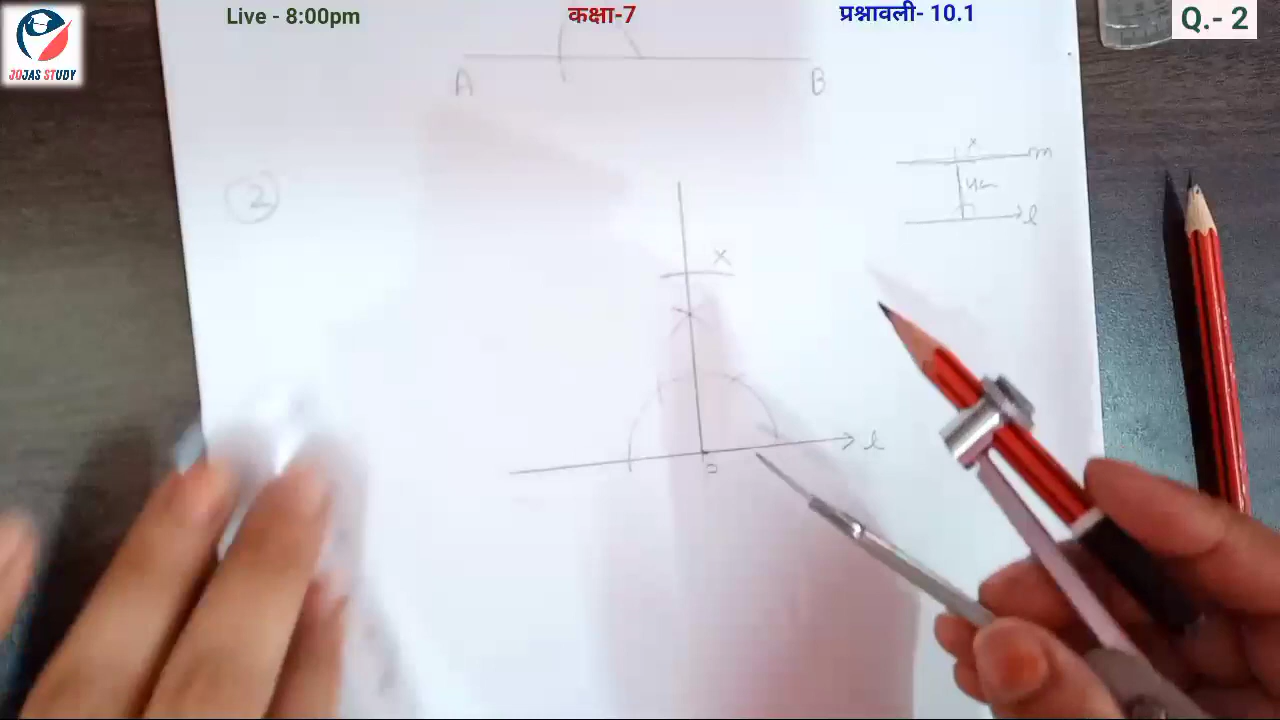 Live - 8:00pm
कक्षा-7
प्रश्नावली- 10.1
Q.- 2
JOJAS STUDY
A
B
2
x
m
4cm
l
x
l